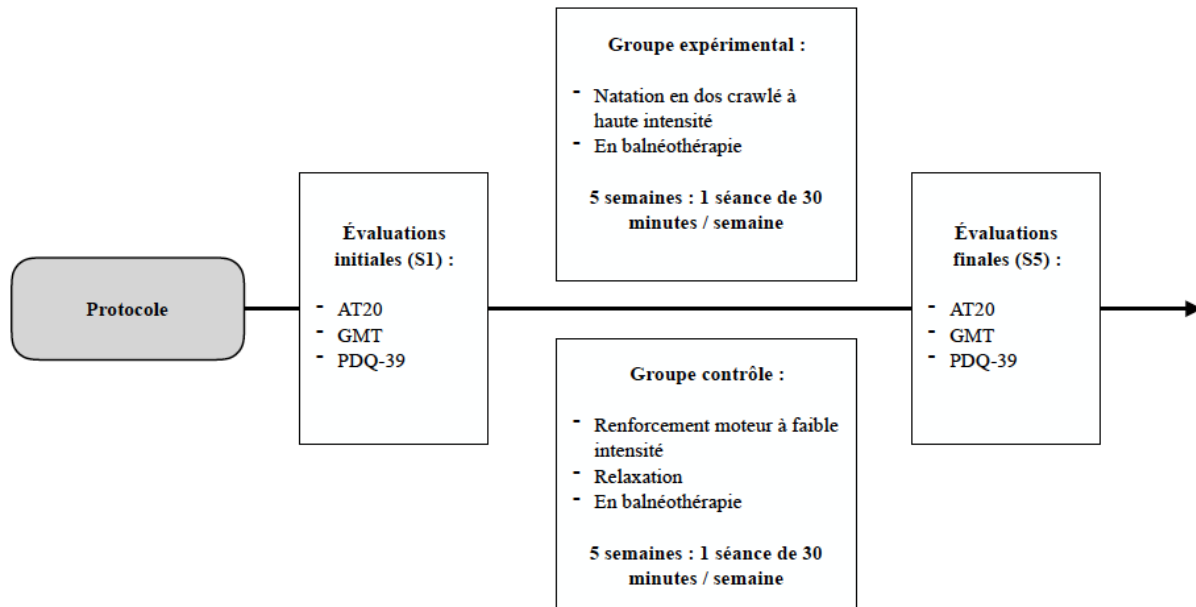 Protocole
Évaluations
initiales (S1) :
- AT20
- GMT
- PDQ-39
Groupe expérimental :
- Natation en dos crawlé à
haute intensité
- En balnéothérapie
5 semaines : 1 séance de 30
minutes / semaine
Groupe contrôle :
- Renforcement moteur à faible
intensité
- Relaxation
- En balnéothérapie
5 semaines : 1 séance de 30
minutes / semaine
Évaluations
finales (S5) :
- AT20
- GMT
- PDQ-39